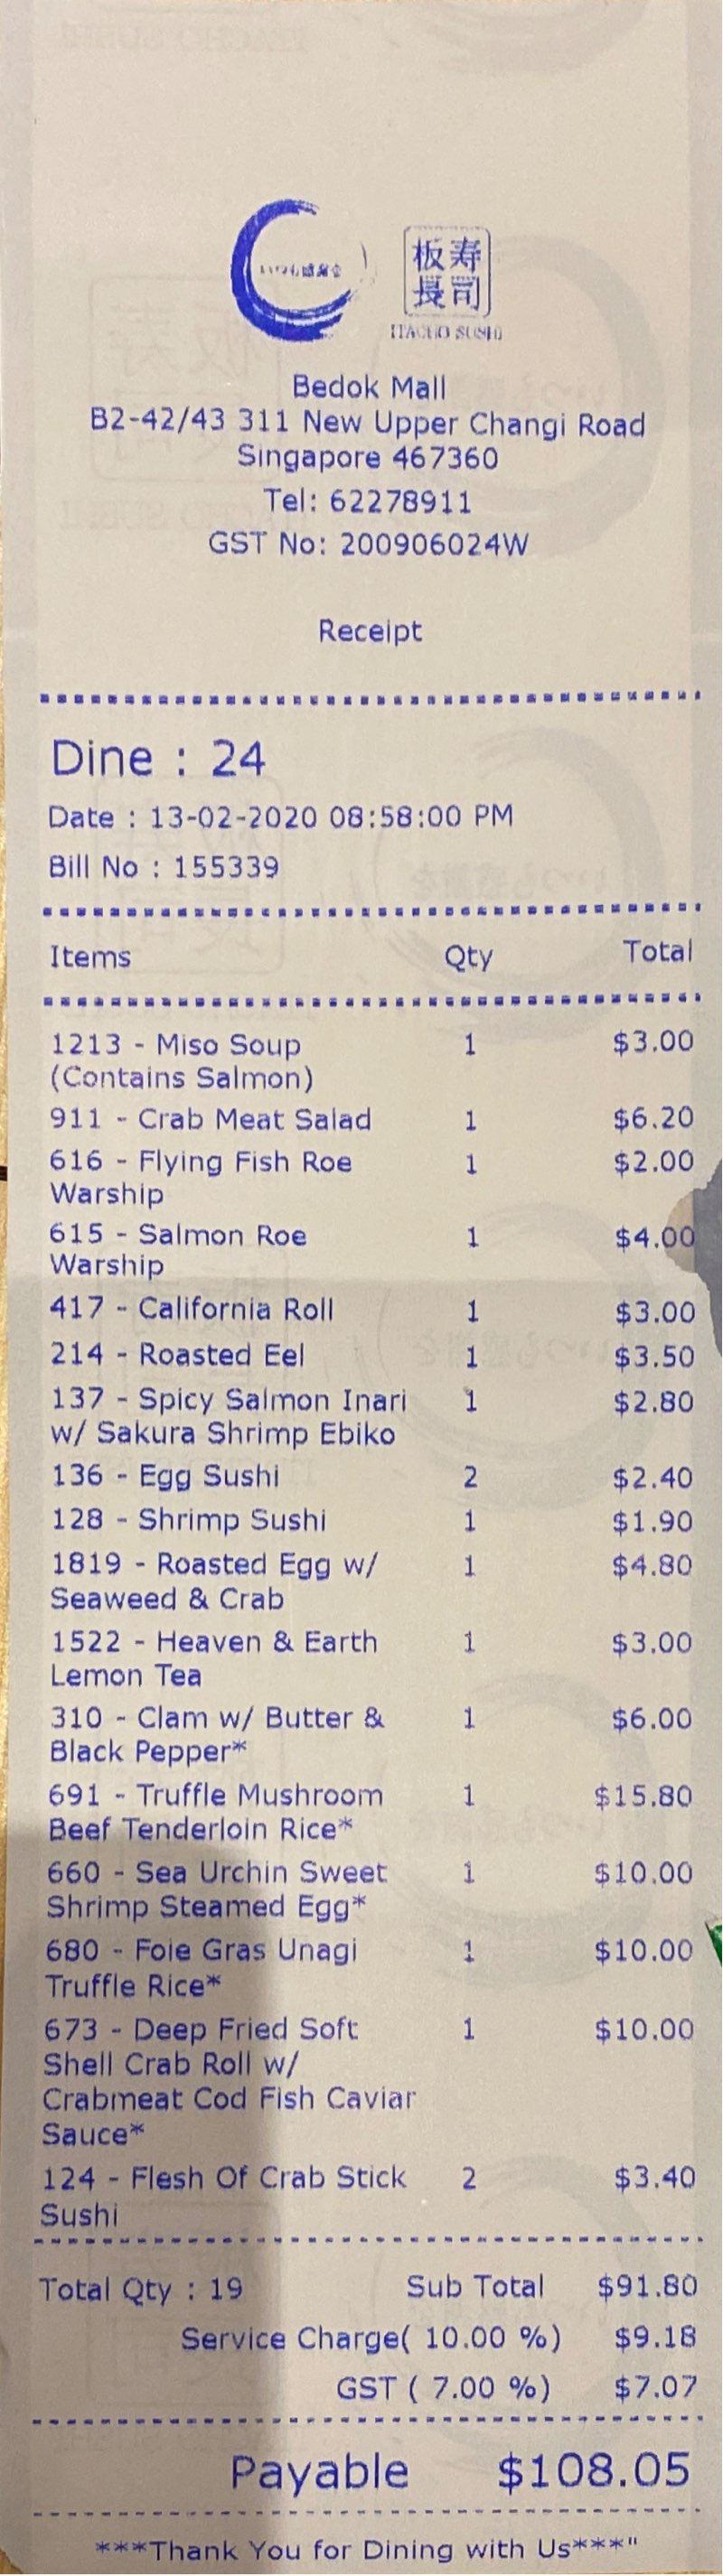 いつも感謝を
板寿
長司
ITACHO SUSHI
Bedok Mall
B2-42/43 311 New Upper Changi Road
Singapore 467360
Tel: 62278911
GST No: 200906024W
Receipt
Dine : 24
Date : 13-02-2020 08:58:00 PM
Bill No : 155339
Items Qty Total
1213 - Miso Soup 1 $3.00
(Contains Salmon)
911 - Crab Meat Salad 1 $6.20
616 - Flying Fish Roe 1 $2.00
Warship
615 - Salmon Roe 1 $4.00
Warship
417 - California Roll 1 $3.00
214 - Roasted Eel 1 $3.50
137 - Spicy Salmon Inari 1 $2.80
w/ Sakura Shrimp Ebiko
136 - Egg Sushi 2 $2.40
128 - Shrimp Sushi 1 $1.90
1819 - Roasted Egg w/ 1 $4.80
Seaweed & Crab
1522 - Heaven & Earth 1 $3.00
Lemon Tea
310 - Clam w/ Butter & 1 $6.00
Black Pepper*
691 - Truffle Mushroom 1 $15.80
Beef Tenderloin Rice*
660 - Sea Urchin Sweet 1 $10.00
Shrimp Steamed Egg*
680 - Foie Gras Unagi 1 $10.00
Truffle Rice*
673 - Deep Fried Soft 1 $10.00
Shell Crab Roll w/
Crabmeat Cod Fish Caviar
Sauce*
124 - Flesh Of Crab Stick 2 $3.40
Sushi
Total Qty : 19 Sub Total $91.80
Service Charge( 10.00 %) $9.18
GST ( 7.00 %) $7.07
Payable $108.05
***Thank You for Dining with Us***"